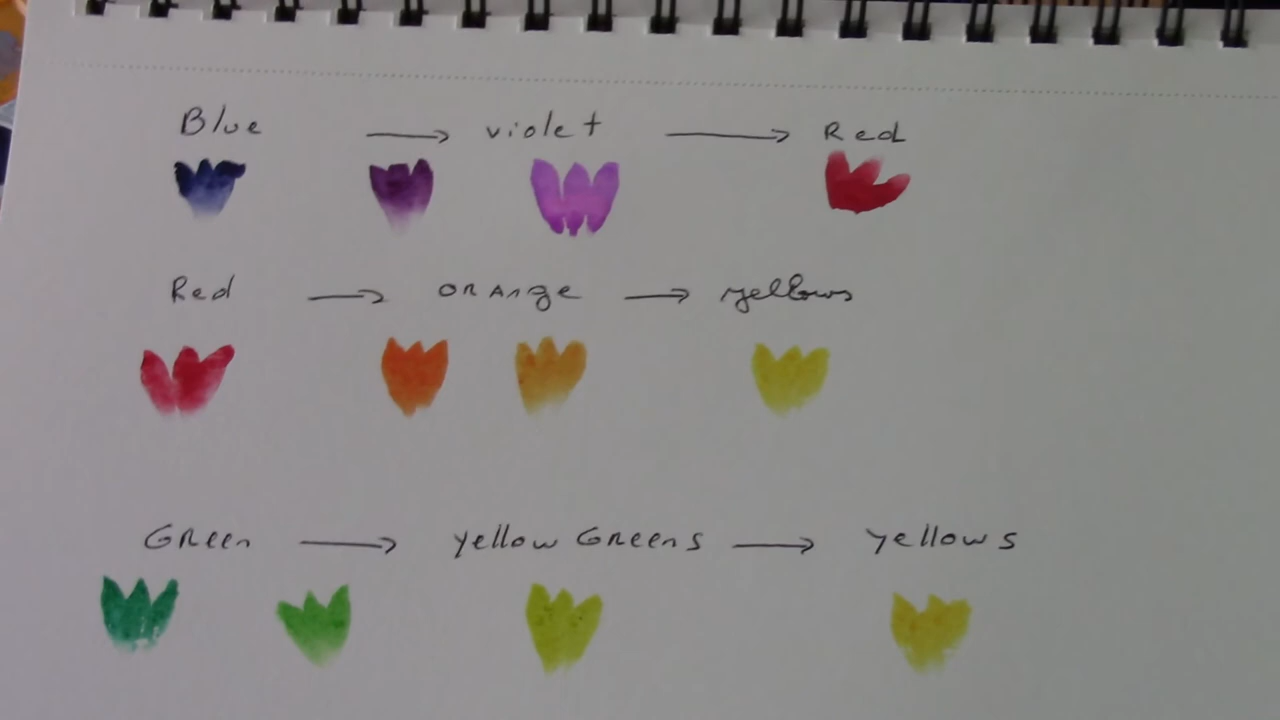 Blue → violet → Red
Red → orange → yellows
Green → yellow Greens → yellows